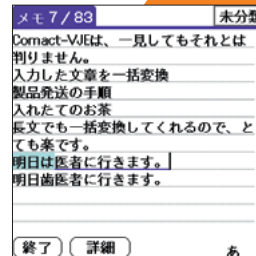 メモ7/83
未分類
Comact-VJEは、一見してもそれとは
判りません。
入力した文章を一括変換
製品発送の手順
入れたてのお茶
長文でも一括変換してくれるので、と
ても楽です。
明日は医者に行きます。
明日歯医者に行きます。
終了 詳細 あ